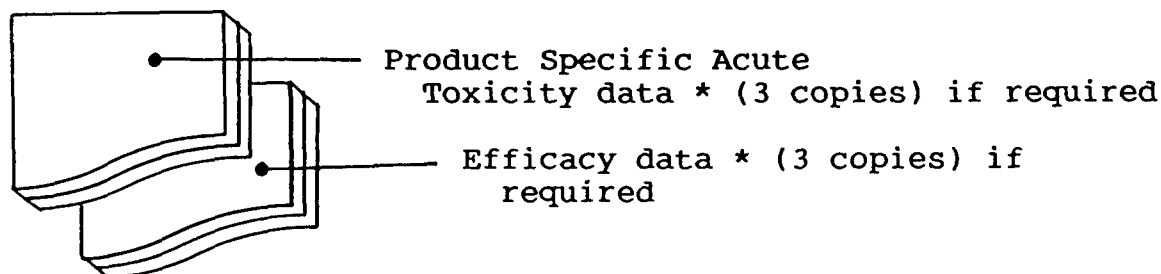 Product Specific Acute
Toxicity data * (3 copies) if required
Efficacy data * (3 copies) if
required